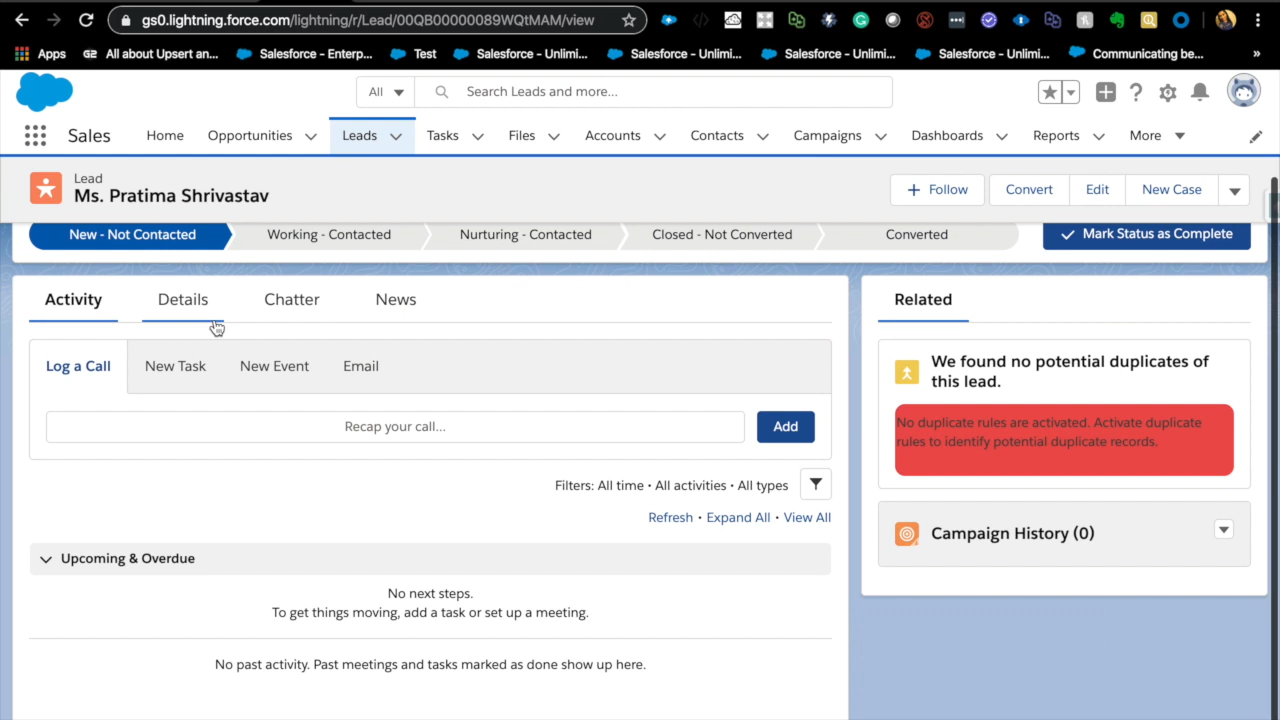 gs0.lightning.force.com/lightning/r/Lead/00QB00000089WQtMAM/view
Apps G2 All about Upsert an... Salesforce – Enterp... Test Salesforce – Unlimi... Salesforce – Unlimi... Salesforce – Unlimi... Salesforce – Unlimi... Communicating be... »
All Search Leads and more...
Sales Home Opportunities Leads Tasks Files Accounts Contacts Campaigns Dashboards Reports More
Lead
Ms. Pratima Shrivastav
+ Follow Convert Edit New Case
New - Not Contacted Working - Contacted Nurturing - Contacted Closed - Not Converted Converted Mark Status as Complete
Activity Details Chatter News
Log a Call New Task New Event Email
Recap your call... Add
Filters: All time • All activities • All types
Refresh • Expand All • View All
Upcoming & Overdue
No next steps.
To get things moving, add a task or set up a meeting.
No past activity. Past meetings and tasks marked as done show up here.
Related
We found no potential duplicates of
this lead.
No duplicate rules are activated. Activate duplicate
rules to identify potential duplicate records.
Campaign History (0)